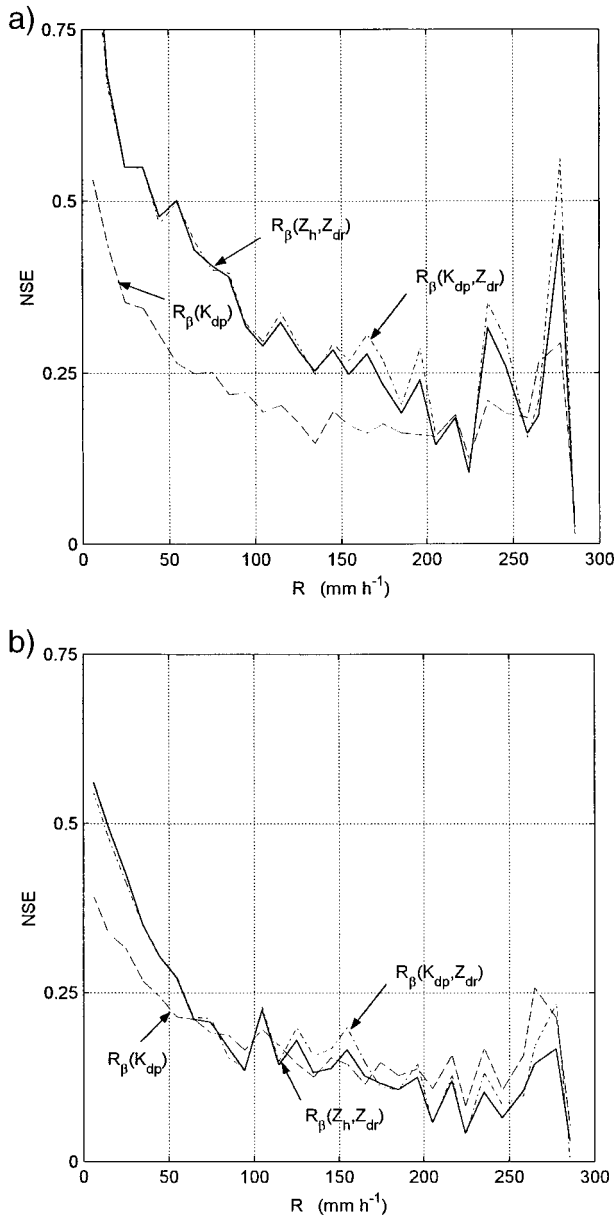 a)
0.75
0.5
0.25
0
NSE
R_β(Z_h,Z_dr)
R_β(K_dp,Z_dr)
R_β(K_dp)
0 50 100 150 200 250 300
R (mm h⁻¹)
b)
0.75
0.5
0.25
0
NSE
R_β(K_dp,Z_dr)
R_β(K_dp)
R_β(Z_h,Z_dr)
0 50 100 150 200 250 300
R (mm h⁻¹)